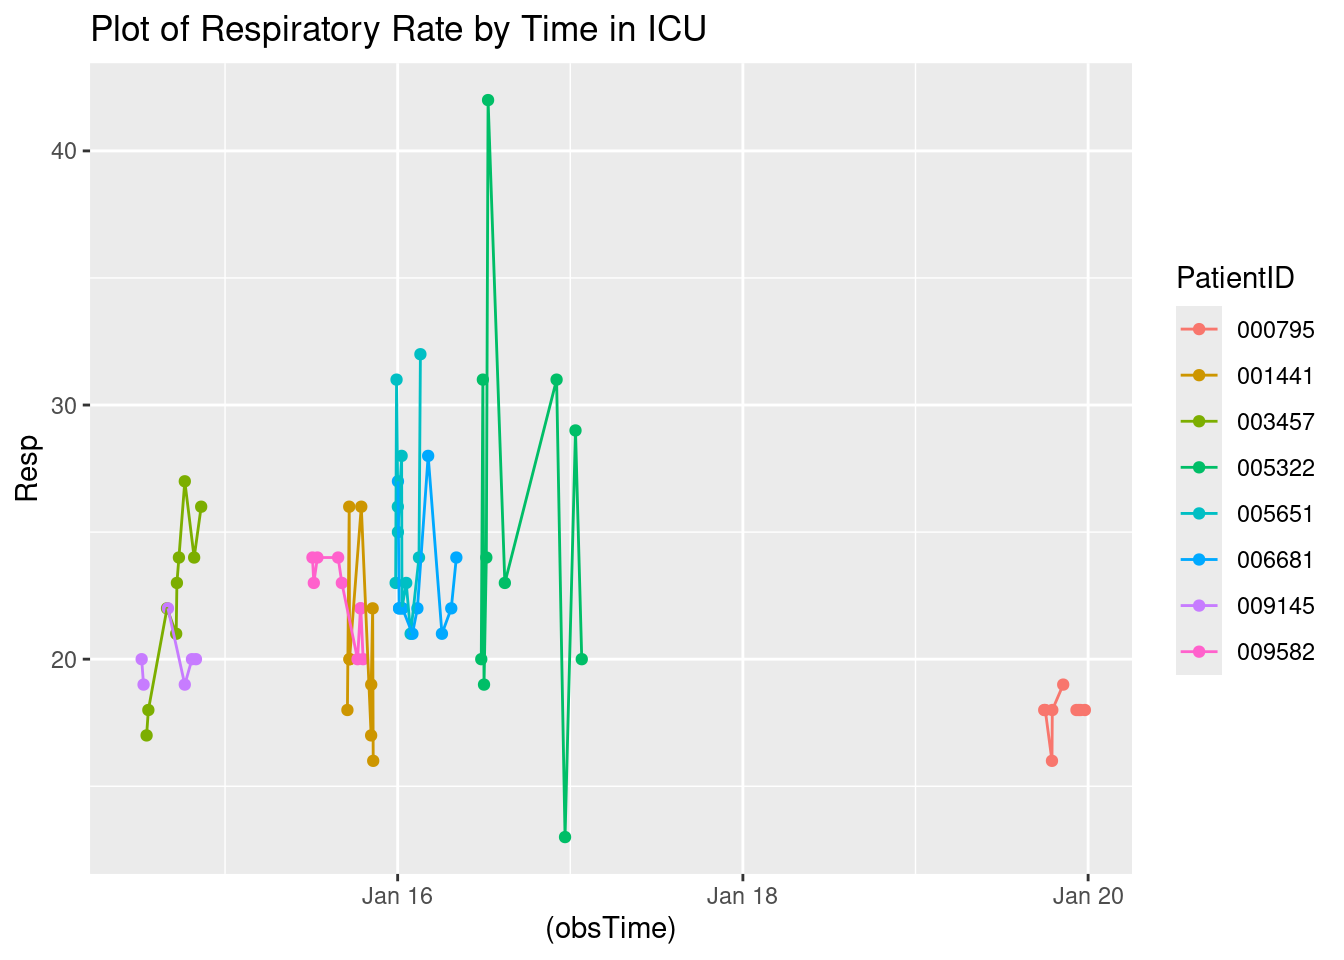 Plot of Respiratory Rate by Time in ICU
40
30
20
Resp
Jan 16
Jan 18
Jan 20
(obsTime)
PatientID
000795
001441
003457
005322
005651
006681
009145
009582